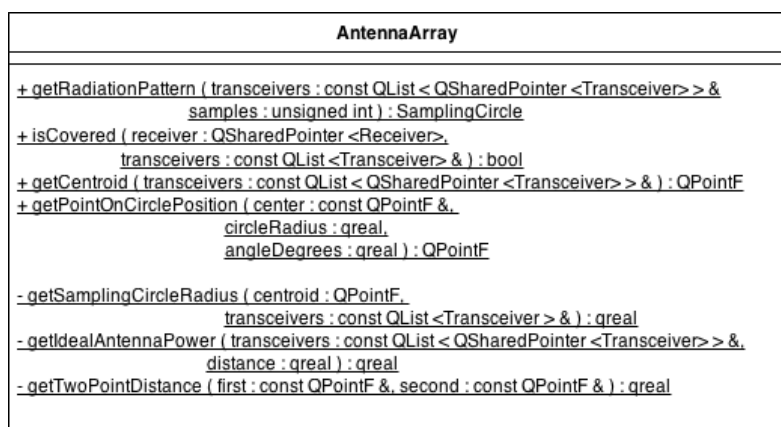 AntennaArray
+ getRadiationPattern ( transceivers : const QList < QSharedPointer <Transceiver> > &
samples : unsigned int ) : SamplingCircle
+ isCovered ( receiver : QSharedPointer <Receiver>,
transceivers : const QList <Transceiver> & ) : bool
+ getCentroid ( transceivers : const QList < QSharedPointer <Transceiver> > & ) : QPointF
+ getPointOnCirclePosition ( center : const QPointF &,
circleRadius : qreal,
angleDegrees : qreal ) : QPointF
- getSamplingCircleRadius ( centroid : QPointF,
transceivers : const QList <Transceiver > & ) : qreal
- getIdealAntennaPower ( transceivers : const QList < QSharedPointer <Transceiver> > &,
distance : qreal ) : qreal
- getTwoPointDistance ( first : const QPointF &, second : const QPointF & ) : qreal